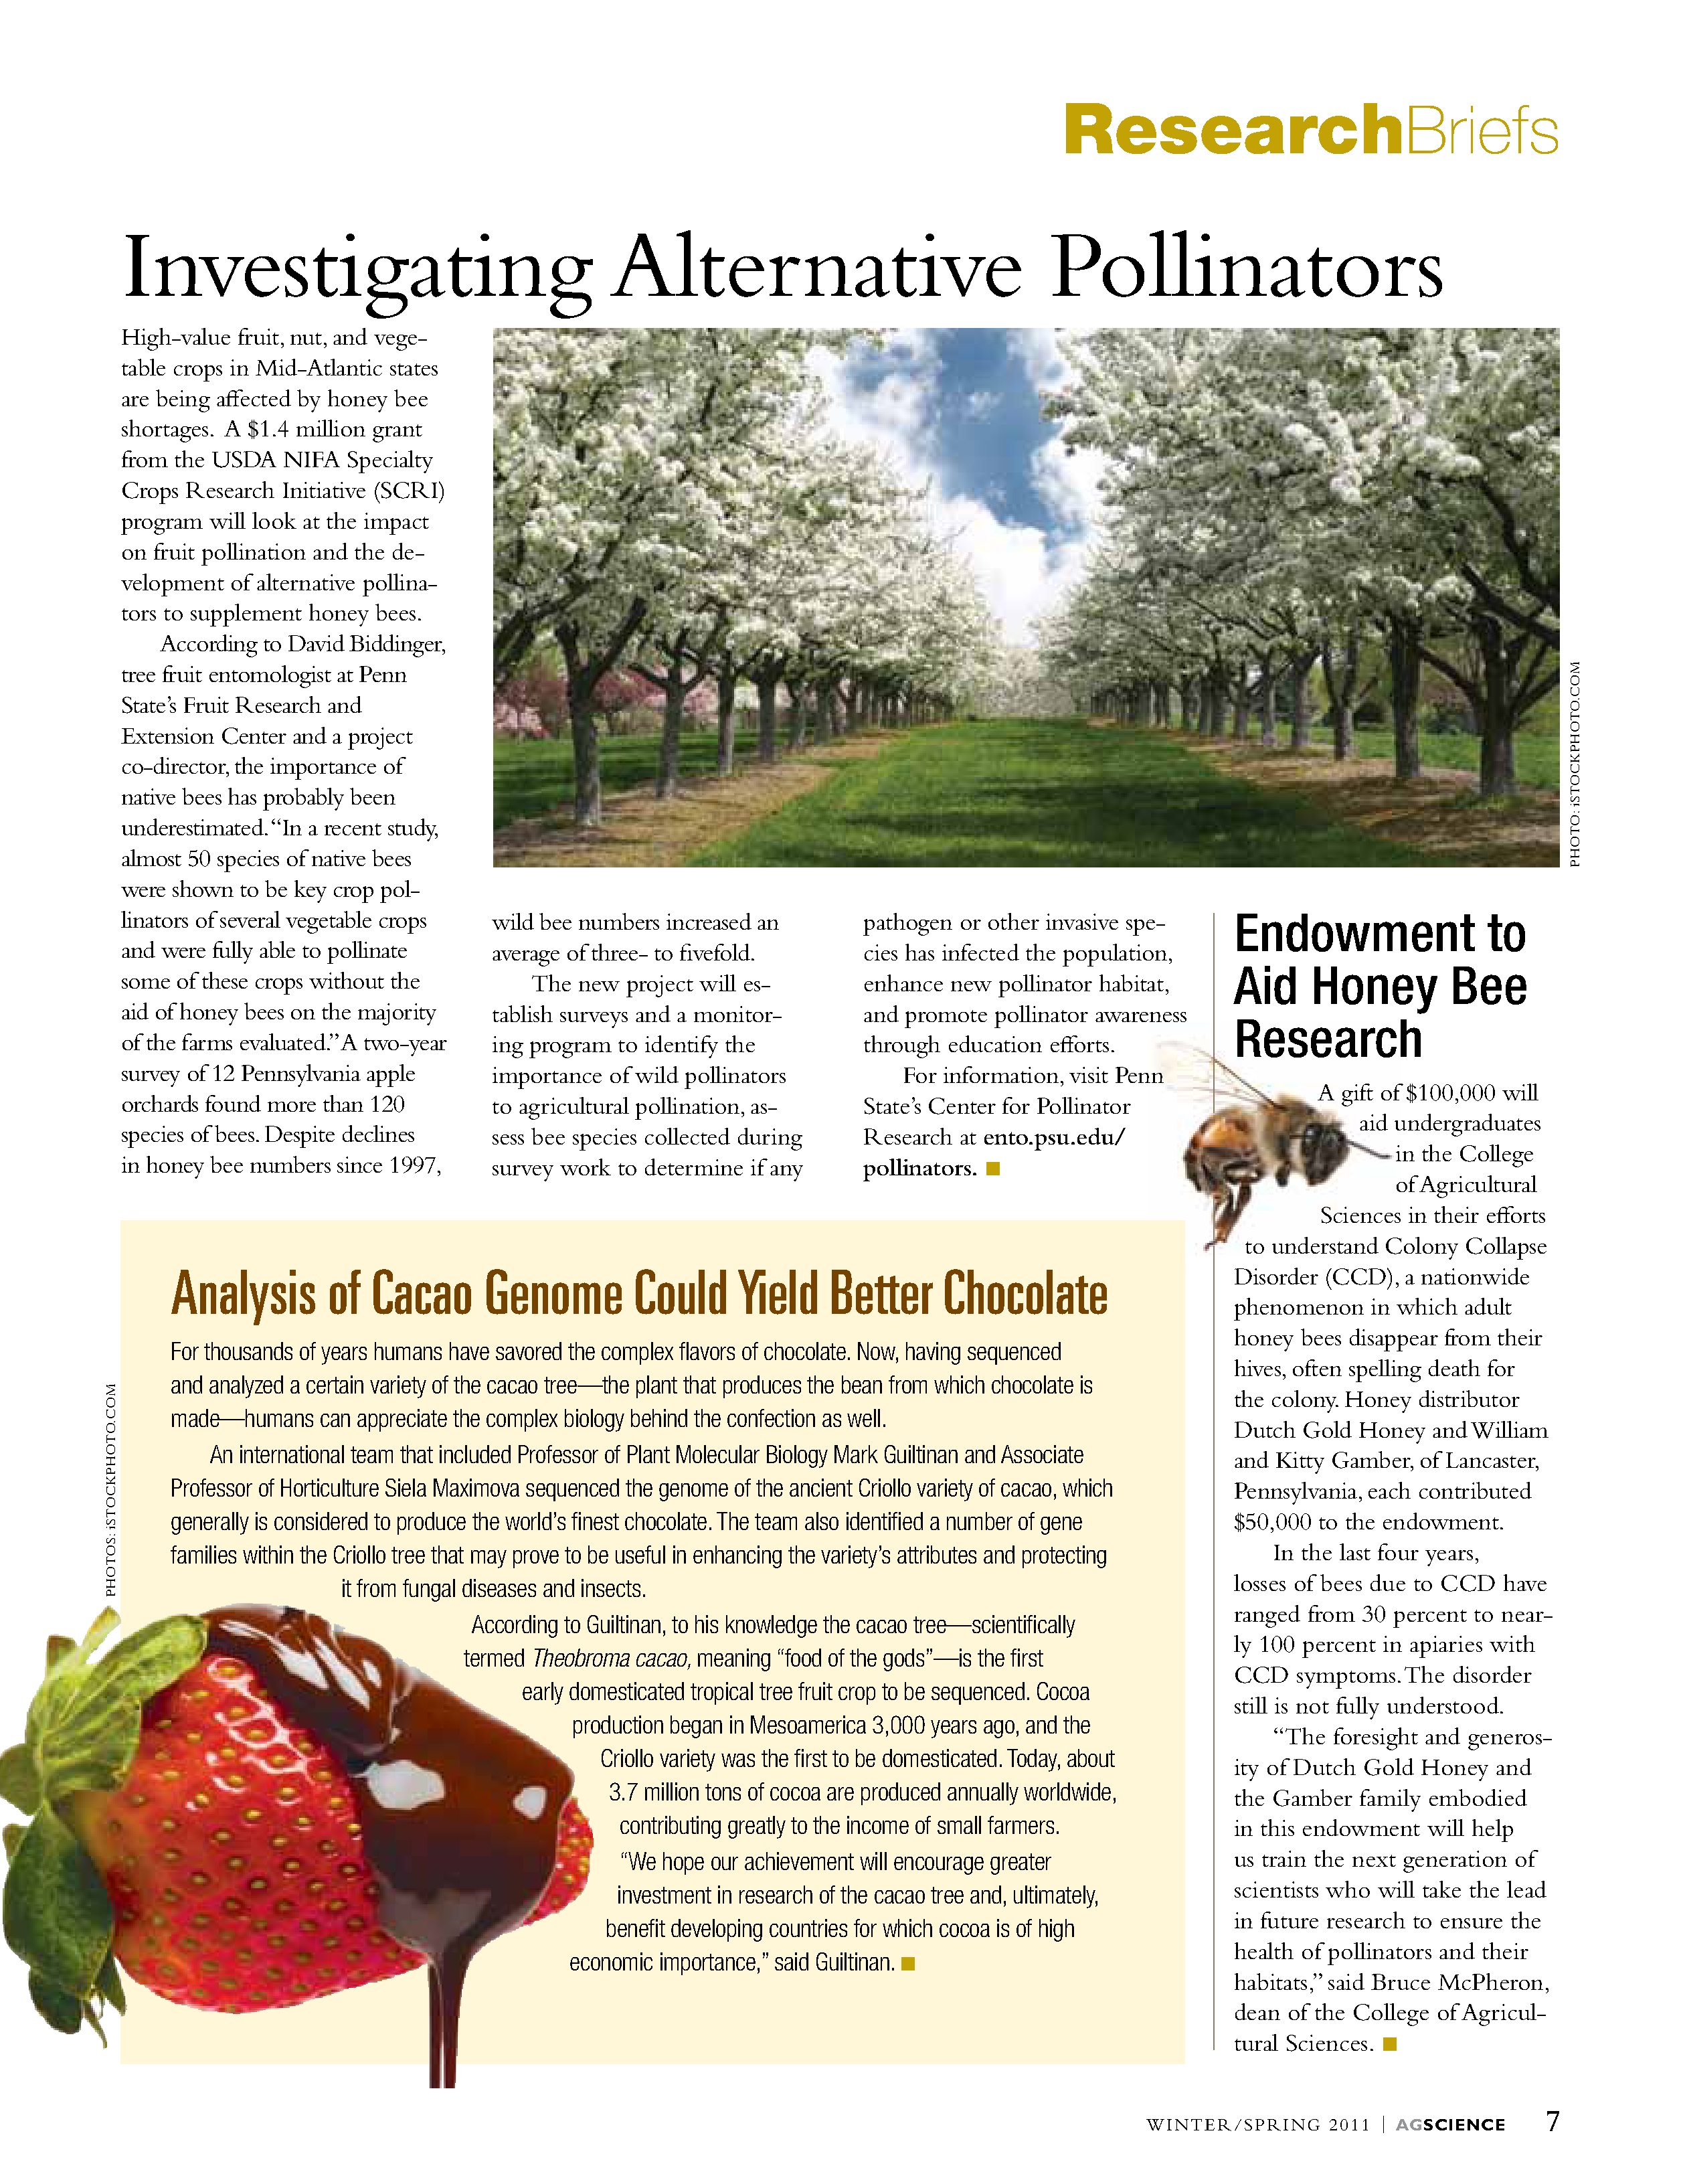 ResearchBriefs
Investigating Alternative Pollinators
High-value fruit, nut, and vege-
table crops in Mid-Atlantic states
are being affected by honey bee
shortages. A $1.4 million grant
from the USDA NIFA Specialty
Crops Research Initiative (SCRI)
program will look at the impact
on fruit pollination and the de-
velopment of alternative pollina-
tors to supplement honey bees.
According to David Biddinger,
tree fruit entomologist at Penn
State's Fruit Research and
Extension Center and a project
co-director, the importance of
native bees has probably been
underestimated. "In a recent study,
almost 50 species of native bees
were shown to be key crop pol-
linators of several vegetable crops
and were fully able to pollinate
some of these crops without the
aid of honey bees on the majority
of the farms evaluated." A two-year
survey of 12 Pennsylvania apple
orchards found more than 120
species of bees. Despite declines
in honey bee numbers since 1997,
wild bee numbers increased an
average of three- to fivefold.
The new project will es-
tablish surveys and a monitor-
ing program to identify the
importance of wild pollinators
to agricultural pollination, as-
sess bee species collected during
survey work to determine if any
pathogen or other invasive spe-
cies has infected the population,
enhance new pollinator habitat,
and promote pollinator awareness
through education efforts.
For information, visit Penn
State's Center for Pollinator
Research at ento.psu.edu/
pollinators.
PHOTO: iSTOCKPHOTO.COM
Endowment to
Aid Honey Bee
Research
A gift of $100,000 will
aid undergraduates
in the College
of Agricultural
Sciences in their efforts
to understand Colony Collapse
Disorder (CCD), a nationwide
phenomenon in which adult
honey bees disappear from their
hives, often spelling death for
the colony. Honey distributor
Dutch Gold Honey and William
and Kitty Gamber, of Lancaster,
Pennsylvania, each contributed
$50,000 to the endowment.
In the last four years,
losses of bees due to CCD have
ranged from 30 percent to near-
ly 100 percent in apiaries with
CCD symptoms. The disorder
still is not fully understood.
"The foresight and generos-
ity of Dutch Gold Honey and
the Gamber family embodied
in this endowment will help
us train the next generation of
scientists who will take the lead
in future research to ensure the
health of pollinators and their
habitats," said Bruce McPheron,
dean of the College of Agricul-
tural Sciences.
Analysis of Cacao Genome Could Yield Better Chocolate
For thousands of years humans have savored the complex flavors of chocolate. Now, having sequenced
and analyzed a certain variety of the cacao tree—the plant that produces the bean from which chocolate is
made—humans can appreciate the complex biology behind the confection as well.
An international team that included Professor of Plant Molecular Biology Mark Guiltinan and Associate
Professor of Horticulture Siela Maximova sequenced the genome of the ancient Criollo variety of cacao, which
generally is considered to produce the world's finest chocolate. The team also identified a number of gene
families within the Criollo tree that may prove to be useful in enhancing the variety's attributes and protecting
it from fungal diseases and insects.
According to Guiltinan, to his knowledge the cacao tree—scientifically
termed Theobroma cacao, meaning "food of the gods"—is the first
early domesticated tropical tree fruit crop to be sequenced. Cocoa
production began in Mesoamerica 3,000 years ago, and the
Criollo variety was the first to be domesticated. Today, about
3.7 million tons of cocoa are produced annually worldwide,
contributing greatly to the income of small farmers.
"We hope our achievement will encourage greater
investment in research of the cacao tree and, ultimately,
benefit developing countries for which cocoa is of high
economic importance," said Guiltinan.
PHOTOS: iSTOCKPHOTO.COM
WINTER/SPRING 2011 | AGSCIENCE 7